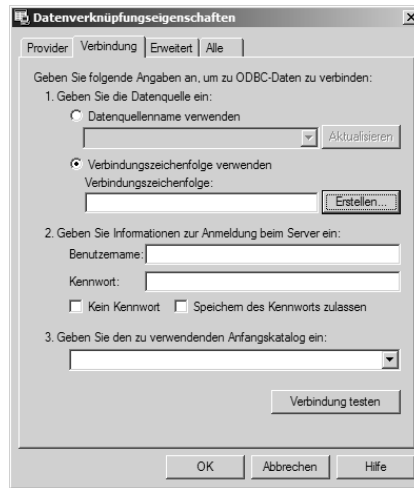 Datenverknüpfungseigenschaften
Provider Verbindung Erweitert Alle
Geben Sie folgende Angaben an, um zu ODBC-Daten zu verbinden:
1. Geben Sie die Datenquelle ein:
Datenquellenname verwenden
Aktualisieren
Verbindungszeichenfolge verwenden
Verbindungszeichenfolge:
Erstellen...
2. Geben Sie Informationen zur Anmeldung beim Server ein:
Benutzername:
Kennwort:
Kein Kennwort Speichern des Kennworts zulassen
3. Geben Sie den zu verwendenden Anfangskatalog ein:
Verbindung testen
OK Abbrechen Hilfe